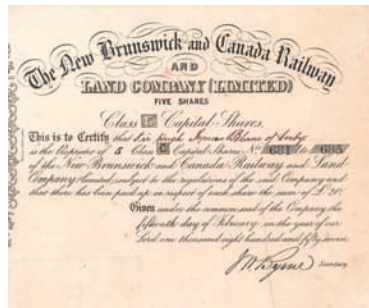 The New Brunswick and Canada Railway
AND
LAND COMPANY (LIMITED)
FIVE SHARES
Class C Capital Shares.
This is to Certify that Sir
is the Proprietor of 5 Class C Capital Shares, No. 681 to 685
of the New Brunswick and Canada Railway and Land
Company limited, subject to the regulations of the said Company and
that there has been paid up in respect of each share the sum of £ 20
Given under the common seal of the Company, the
fifteenth day of February in the year of our
Lord one thousand eight hundred and fifty seven
Byrne Secretary